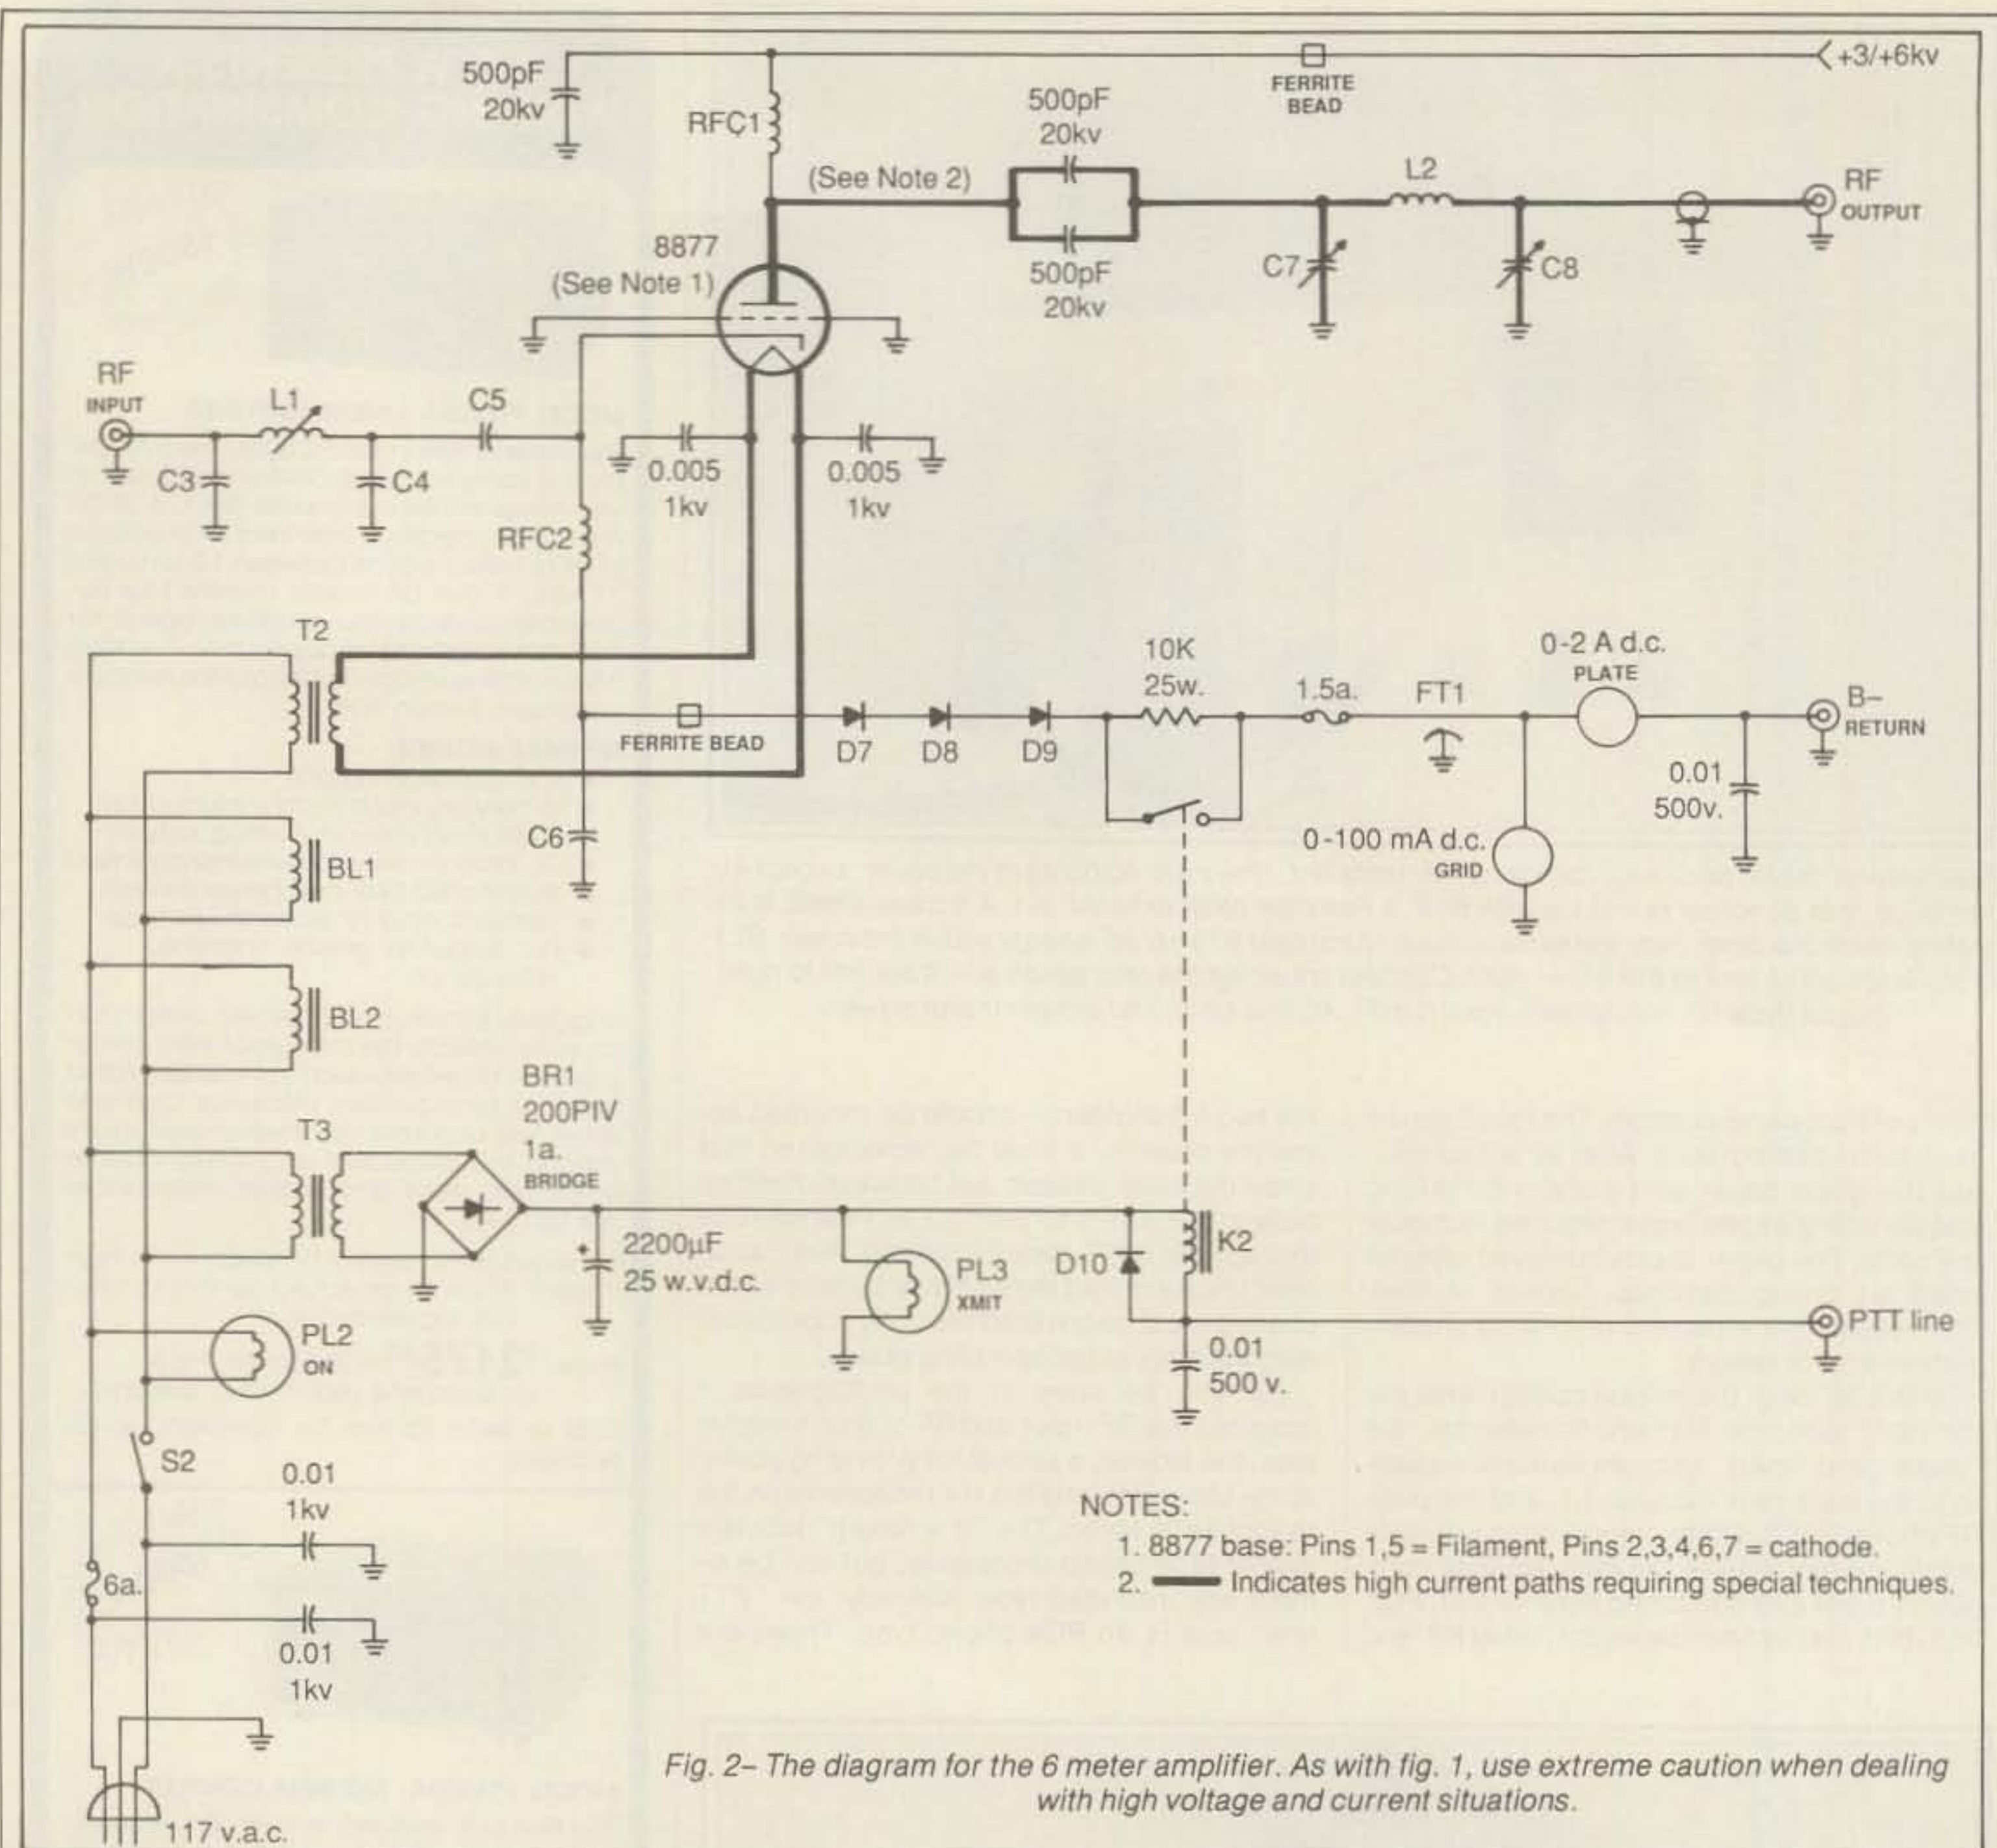 500pF
20kv
RFC1
FERRITE
BEAD
+3/+6kv
500pF
20kv
(See Note 2)
L2
RF
OUTPUT
8877
(See Note 1)
500pF
20kv
C7
C8
RF
INPUT
L1
C5
C3
C4
0.005
1kv
0.005
1kv
RFC2
T2
10K
25w.
1.5a.
FT1
0-2 A d.c.
PLATE
B–
RETURN
FERRITE BEAD
D7
D8
D9
0.01
500v.
C6
0-100 mA d.c.
GRID
BL1
BL2
BR1
200PIV
1a.
BRIDGE
T3
+
2200µF
25 w.v.d.c.
PL3
XMIT
D10
K2
PTT line
PL2
ON
0.01
500 v.
S2
0.01
1kv
6a.
0.01
1kv
117 v.a.c.
NOTES:
1. 8877 base: Pins 1,5 = Filament, Pins 2,3,4,6,7 = cathode.
2. Indicates high current paths requiring special techniques.
Fig. 2– The diagram for the 6 meter amplifier. As with fig. 1, use extreme caution when dealing
with high voltage and current situations.